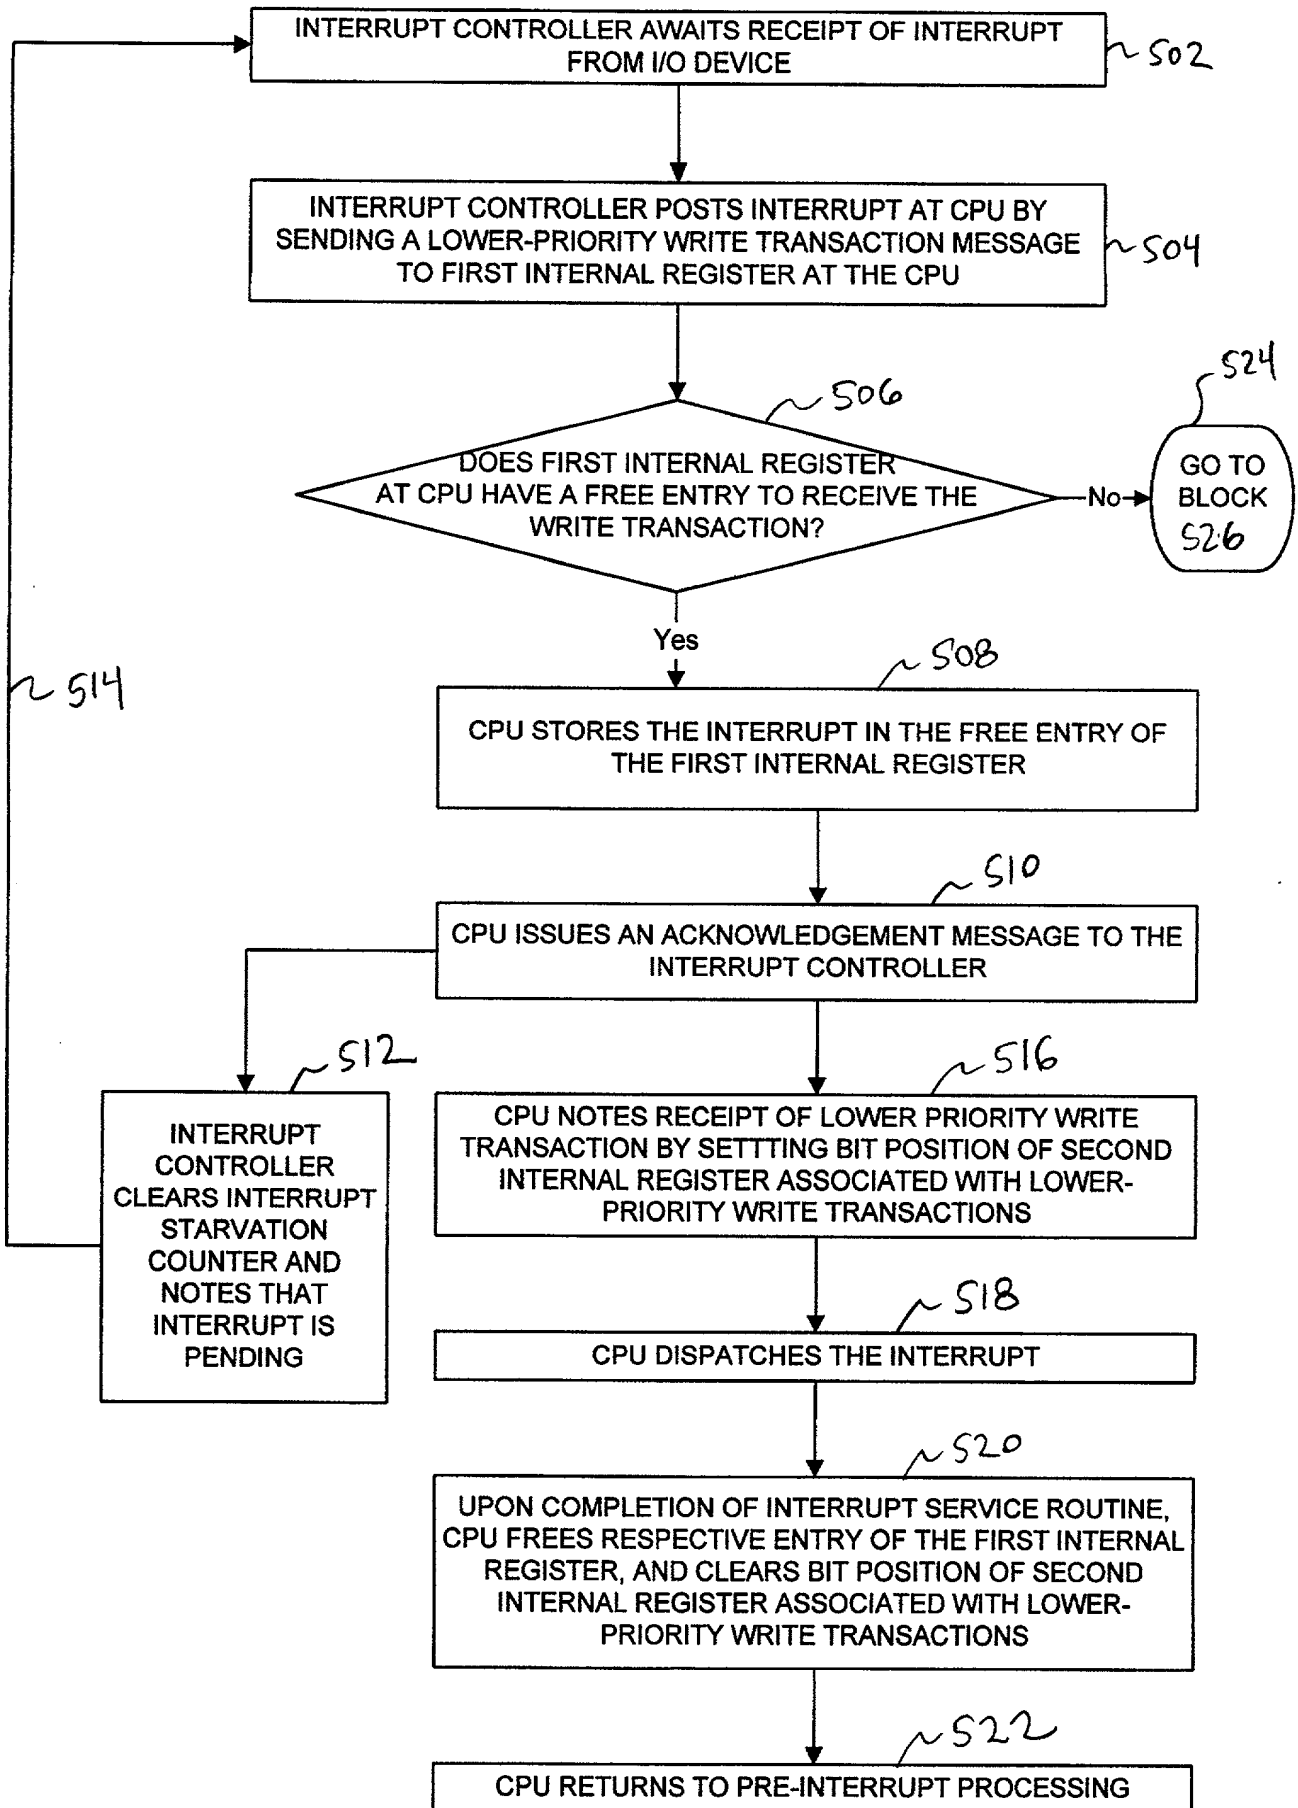 INTERRUPT CONTROLLER AWAITS RECEIPT OF INTERRUPT
FROM I/O DEVICE
502
INTERRUPT CONTROLLER POSTS INTERRUPT AT CPU BY
SENDING A LOWER-PRIORITY WRITE TRANSACTION MESSAGE
TO FIRST INTERNAL REGISTER AT THE CPU
504
506
DOES FIRST INTERNAL REGISTER
AT CPU HAVE A FREE ENTRY TO RECEIVE THE
WRITE TRANSACTION?
No
524
GO TO
BLOCK
526
Yes
508
CPU STORES THE INTERRUPT IN THE FREE ENTRY OF
THE FIRST INTERNAL REGISTER
514
510
CPU ISSUES AN ACKNOWLEDGEMENT MESSAGE TO THE
INTERRUPT CONTROLLER
512
INTERRUPT
CONTROLLER
CLEARS INTERRUPT
STARVATION
COUNTER AND
NOTES THAT
INTERRUPT IS
PENDING
516
CPU NOTES RECEIPT OF LOWER PRIORITY WRITE
TRANSACTION BY SETTTING BIT POSITION OF SECOND
INTERNAL REGISTER ASSOCIATED WITH LOWER-
PRIORITY WRITE TRANSACTIONS
518
CPU DISPATCHES THE INTERRUPT
520
UPON COMPLETION OF INTERRUPT SERVICE ROUTINE,
CPU FREES RESPECTIVE ENTRY OF THE FIRST INTERNAL
REGISTER, AND CLEARS BIT POSITION OF SECOND
INTERNAL REGISTER ASSOCIATED WITH LOWER-
PRIORITY WRITE TRANSACTIONS
522
CPU RETURNS TO PRE-INTERRUPT PROCESSING